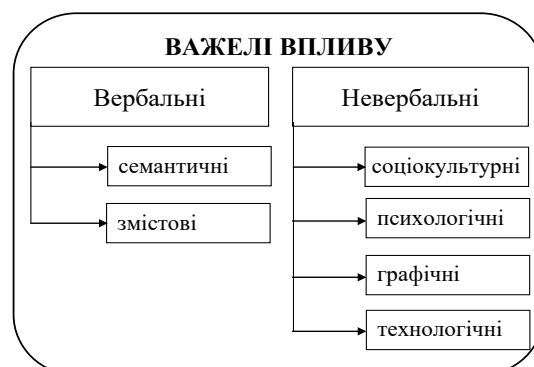 ВАЖЕЛІ ВПЛИВУ
Вербальні
семантичні
змістові
Невербальні
соціокультурні
психологічні
графічні
технологічні